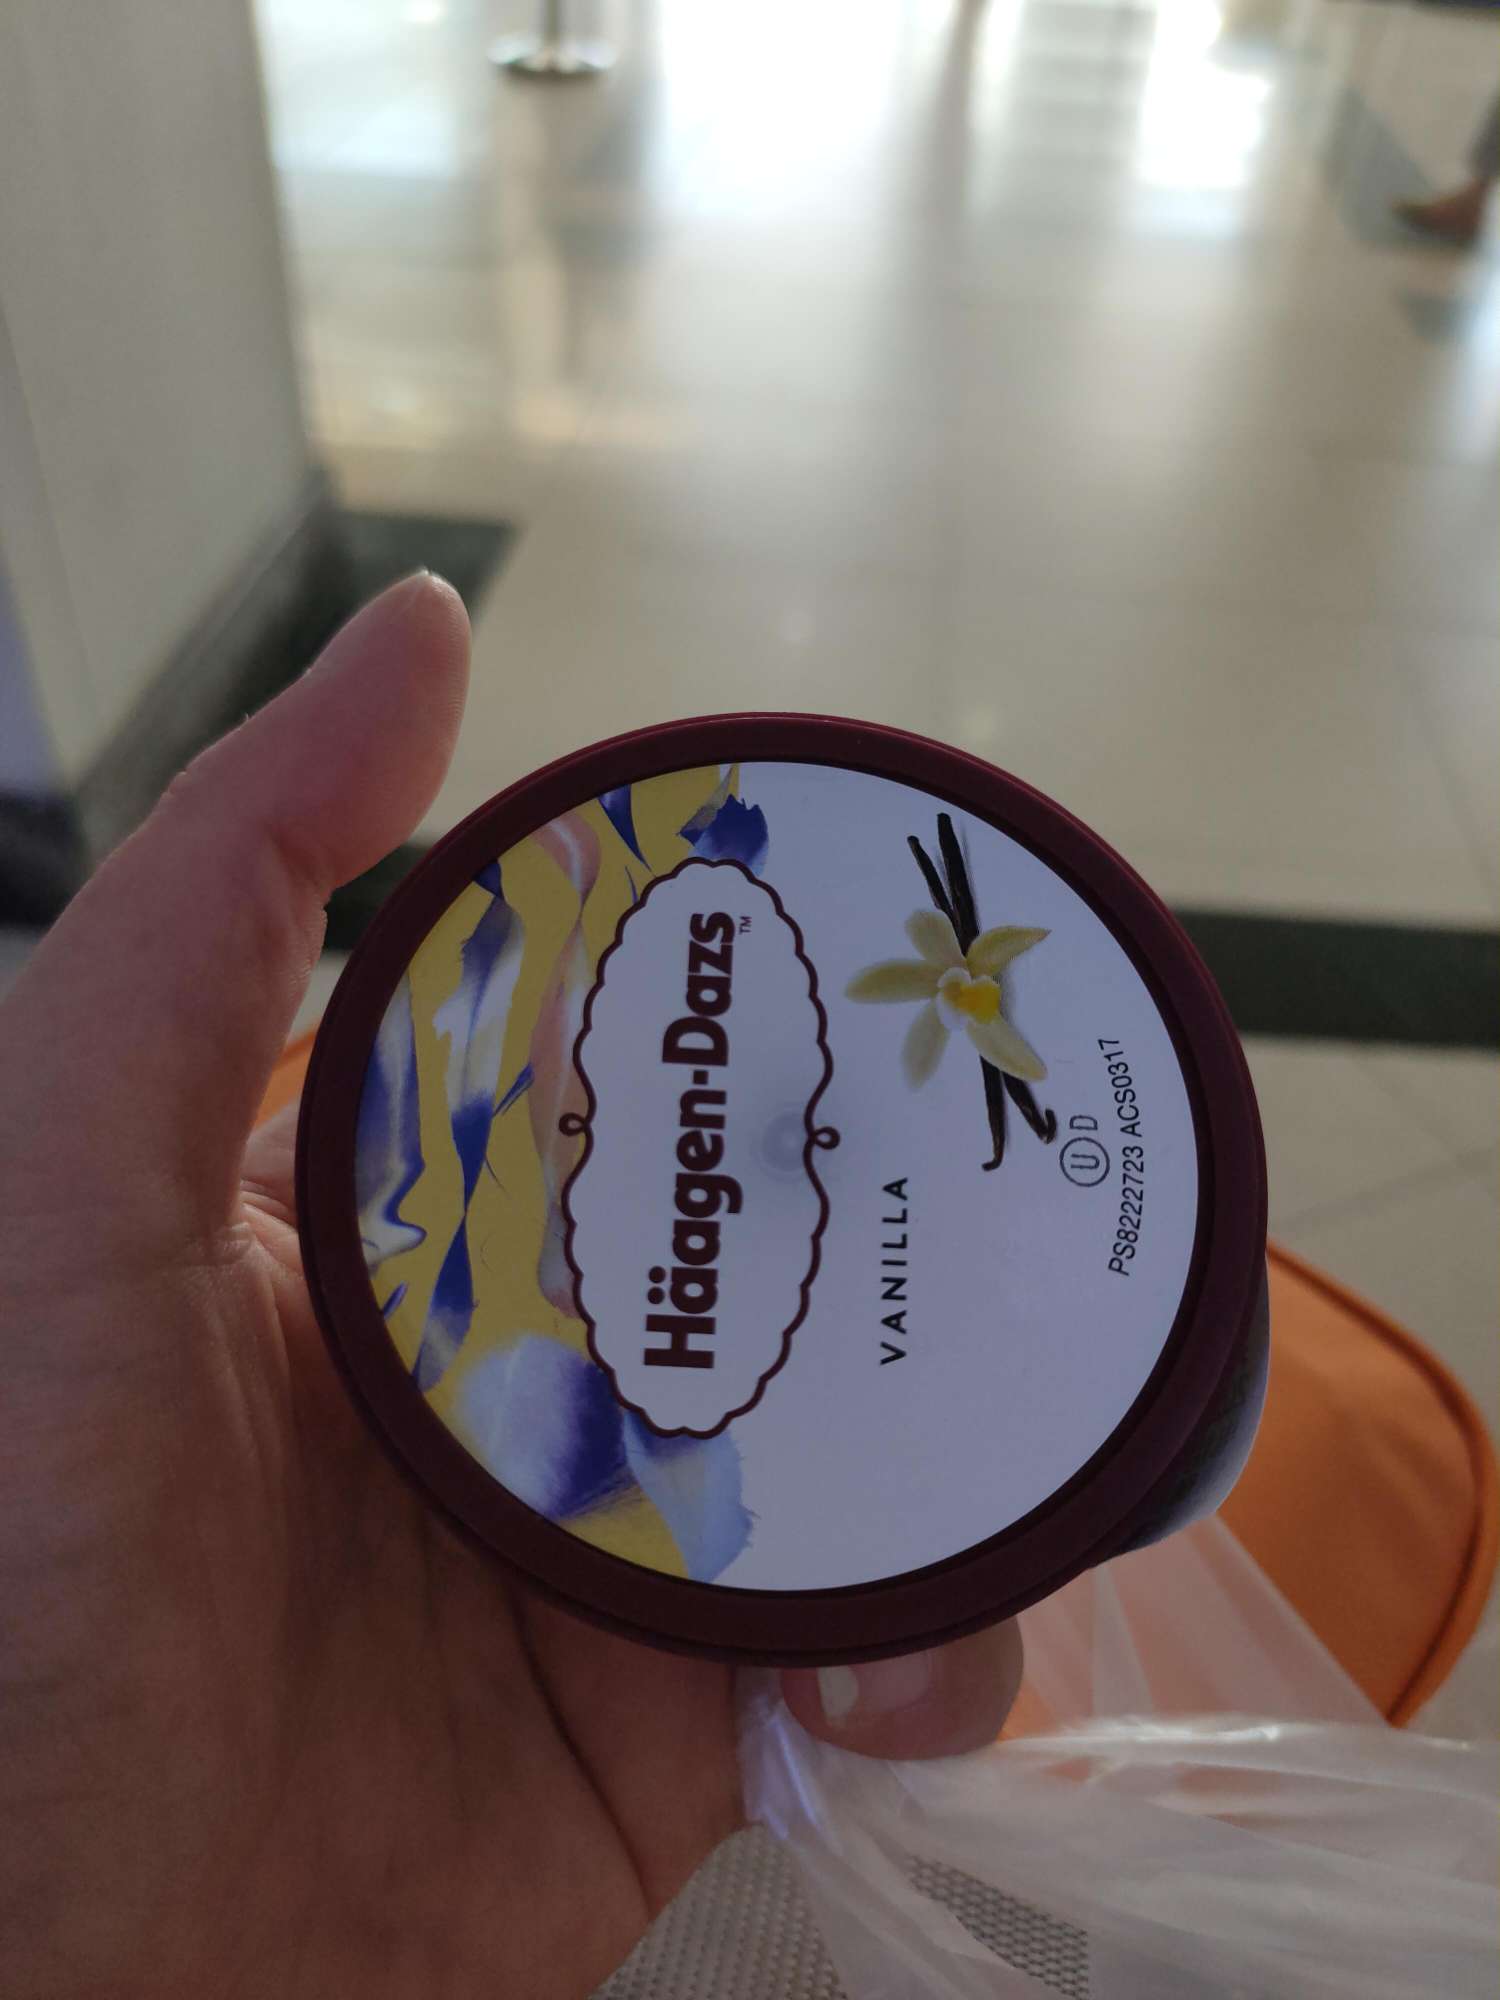 Häagen-Dazs™
VANILLA
Ⓤ D
PS8222723 ACS0317